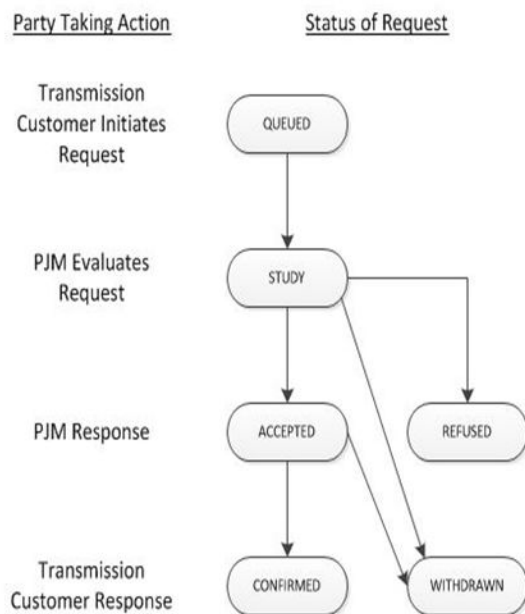 Party Taking Action
Status of Request
Transmission
Customer Initiates
Request
QUEUED
PJM Evaluates
Request
STUDY
PJM Response
ACCEPTED
REFUSED
Transmission
Customer Response
CONFIRMED
WITHDRAWN